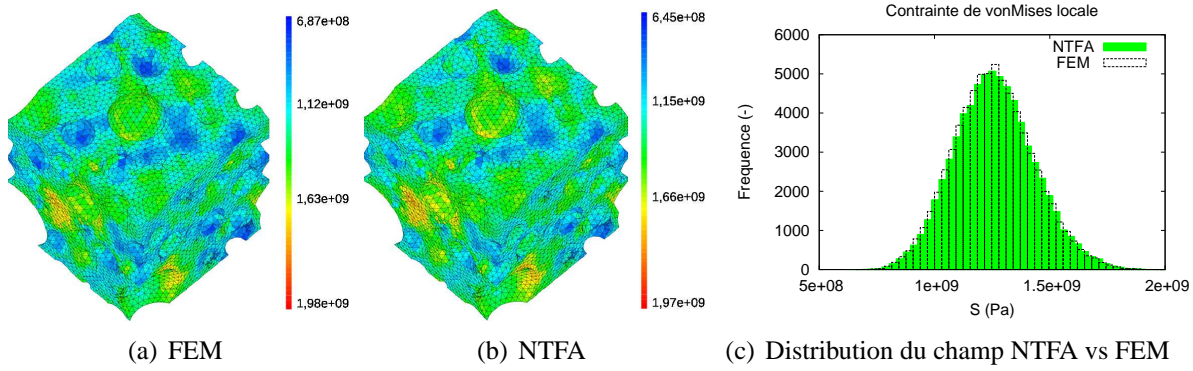 6,87e+08
1,12e+09
1,63e+09
1,98e+09
(a) FEM
6,45e+08
1,15e+09
1,66e+09
1,97e+09
(b) NTFA
Contrainte de vonMises locale
NTFA
FEM
Frequence (-)
6000
5000
4000
3000
2000
1000
0
5e+08
1e+09
1.5e+09
2e+09
S (Pa)
(c) Distribution du champ NTFA vs FEM